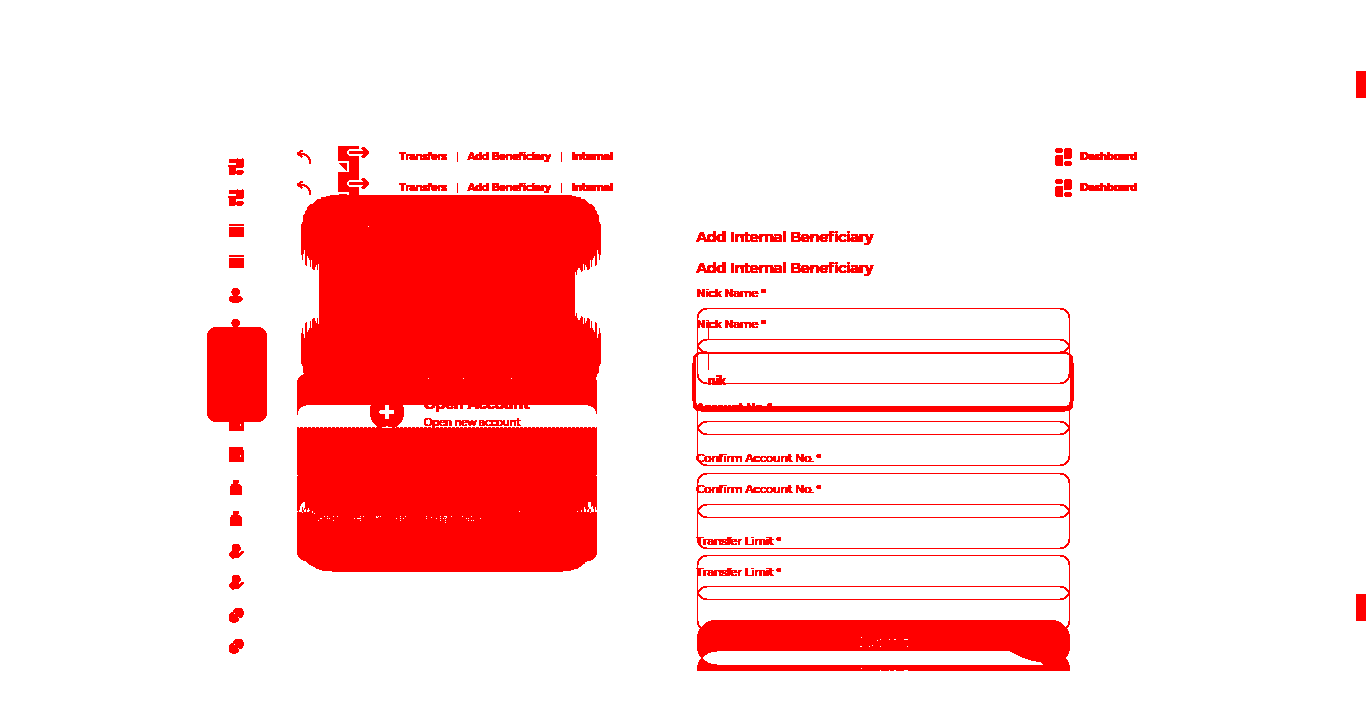 Transfers | Add Beneficiary | Internal
Dashboard
Transfers | Add Beneficiary | Internal
Dashboard
Add Internal Beneficiary
Add Internal Beneficiary
Nick Name *
Nick Name *
nik
Account No. *
Open Account
Open new account
Confirm Account No. *
Confirm Account No. *
Transfer Limit *
Transfer Limit *